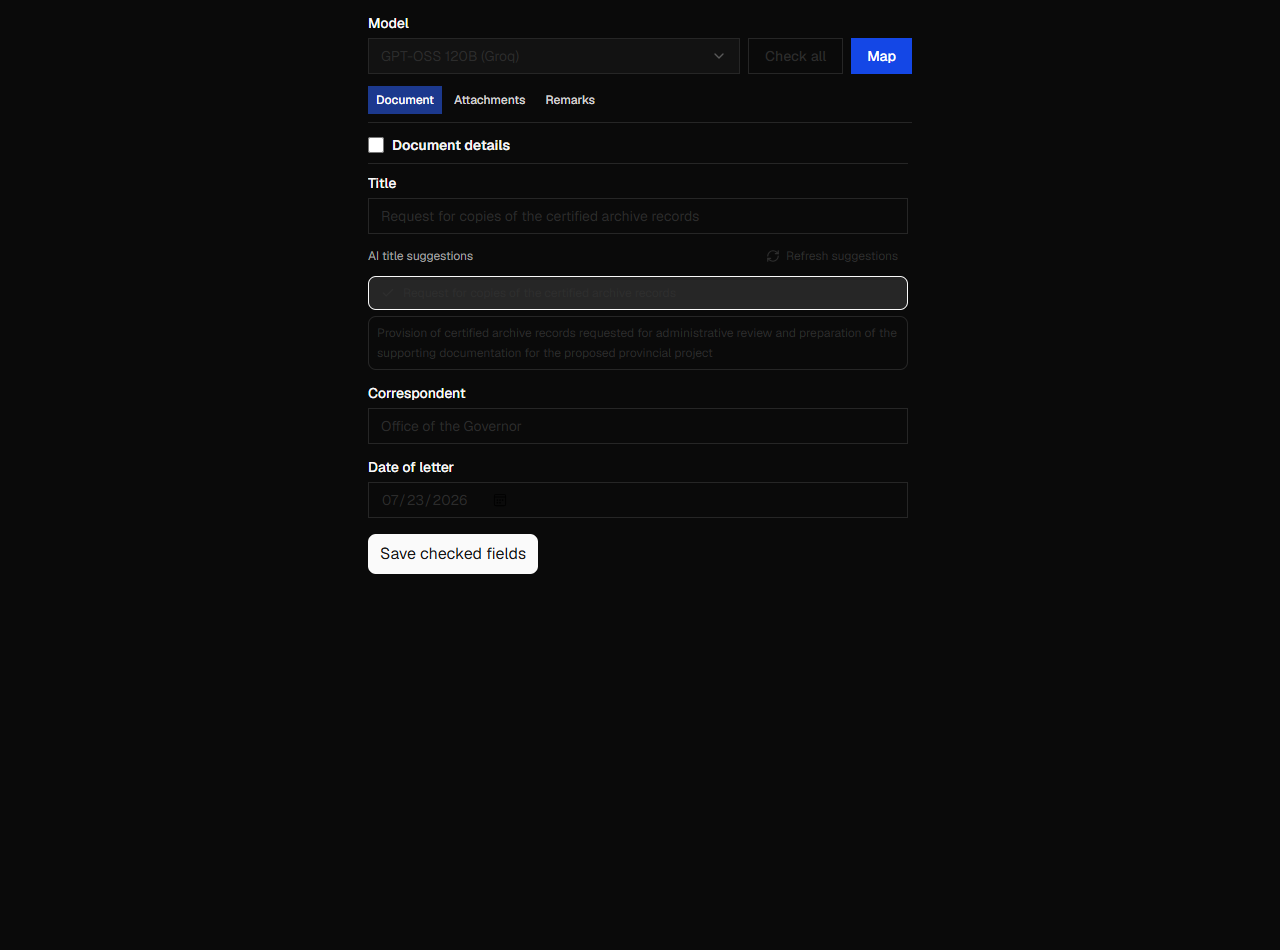 Model
GPT-OSS 120B (Groq)
Check all
Map
Document
Attachments
Remarks
Document details
Title
Request for copies of the certified archive records
AI title suggestions
Refresh suggestions
Request for copies of the certified archive records
Provision of certified archive records requested for administrative review and preparation of the
supporting documentation for the proposed provincial project
Correspondent
Office of the Governor
Date of letter
07/23/2026
Save checked fields